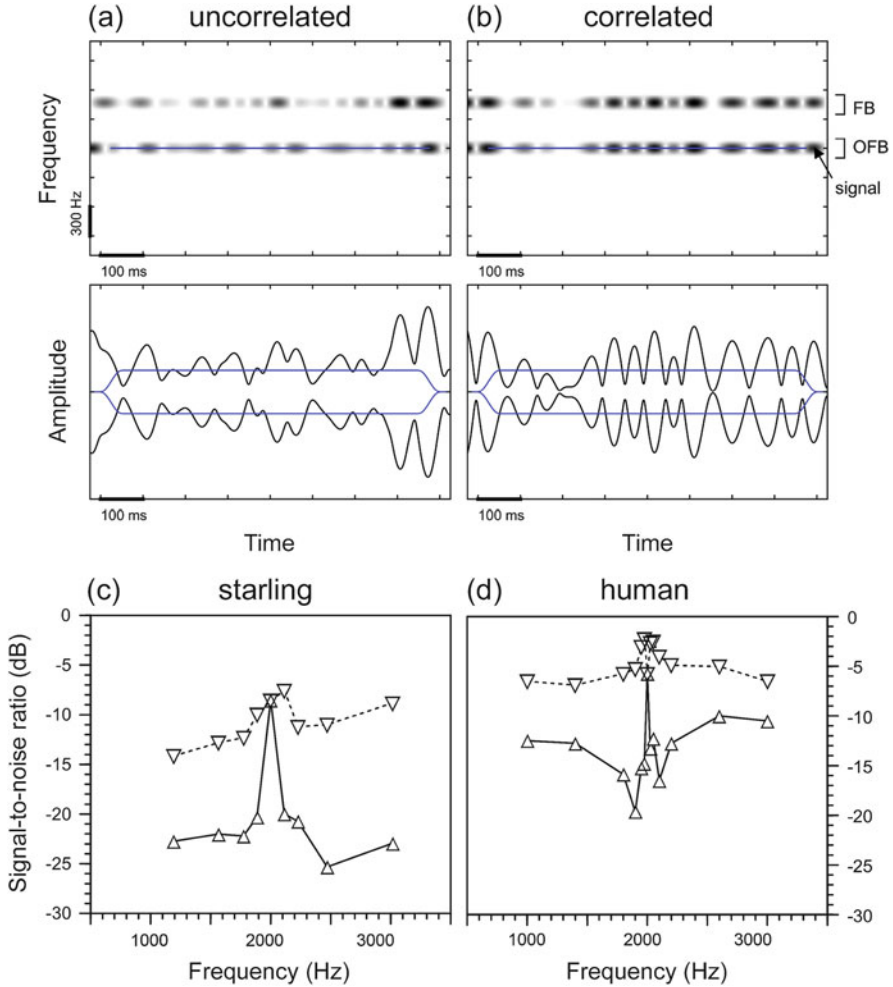 (a) uncorrelated
(b) correlated
Frequency
300 Hz
100 ms
100 ms
FB
OFB
signal
Amplitude
100 ms
100 ms
Time
Time
(c) starling
(d) human
Signal-to-noise ratio (dB)
0
-5
-10
-15
-20
-25
-30
1000
2000
3000
Frequency (Hz)
0
-5
-10
-15
-20
-25
-30
1000
2000
3000
Frequency (Hz)